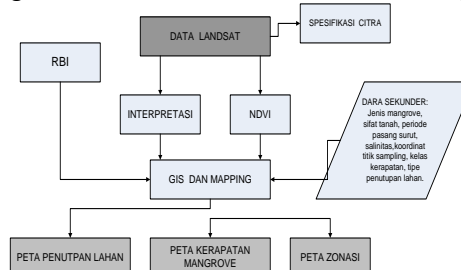 DATA LANDSAT
SPESIFIKASI CITRA
RBI
INTERPRETASI
NDVI
DARA SEKUNDER:
Jenis mangrove,
sifat tanah, periode
pasang surut,
salinitas,koordinat
titik sampling, kelas
kerapatan, tipe
penutupan lahan.
GIS DAN MAPPING
PETA PENUTPAN LAHAN
PETA KERAPATAN
MANGROVE
PETA ZONASI